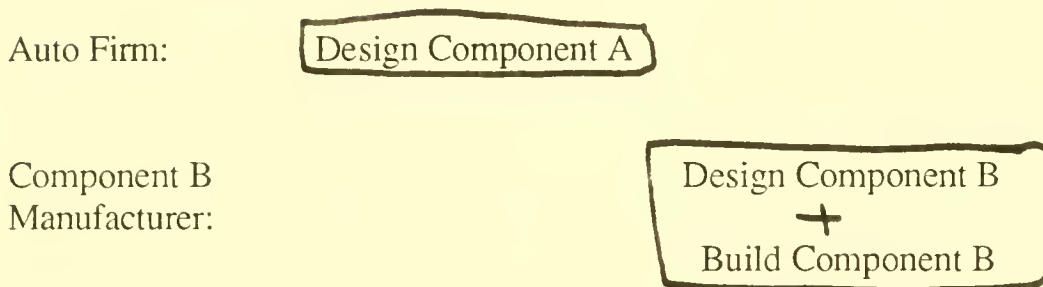 Auto Firm: Design Component A
Component B Design Component B
Manufacturer: +
Build Component B